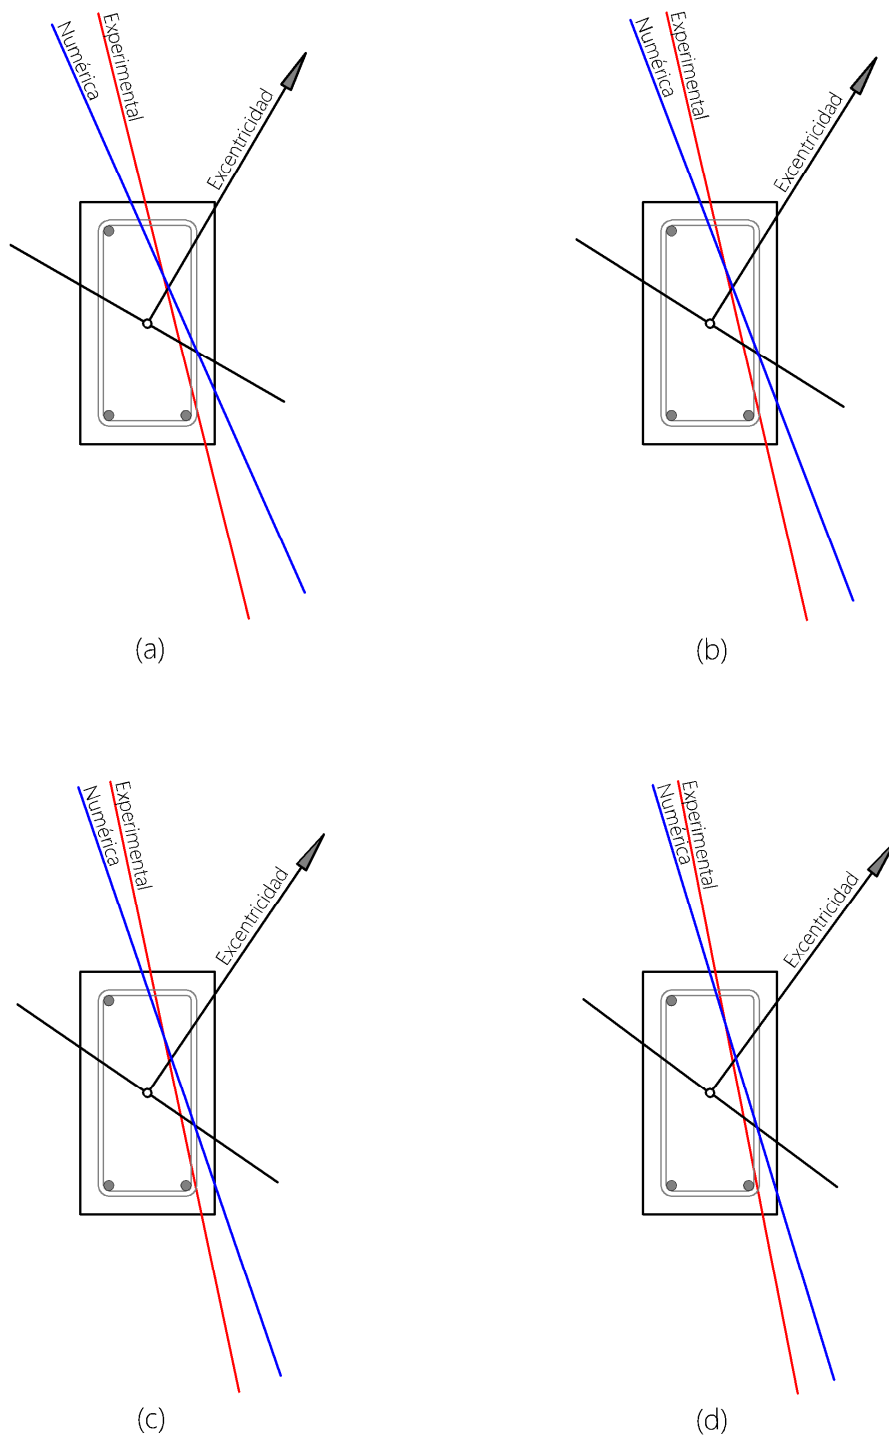 Numérica
Experimental
Excentricidad
(a)
Numérica
Experimental
Excentricidad
(b)
Numérica
Experimental
Excentricidad
(c)
Numérica
Experimental
Excentricidad
(d)